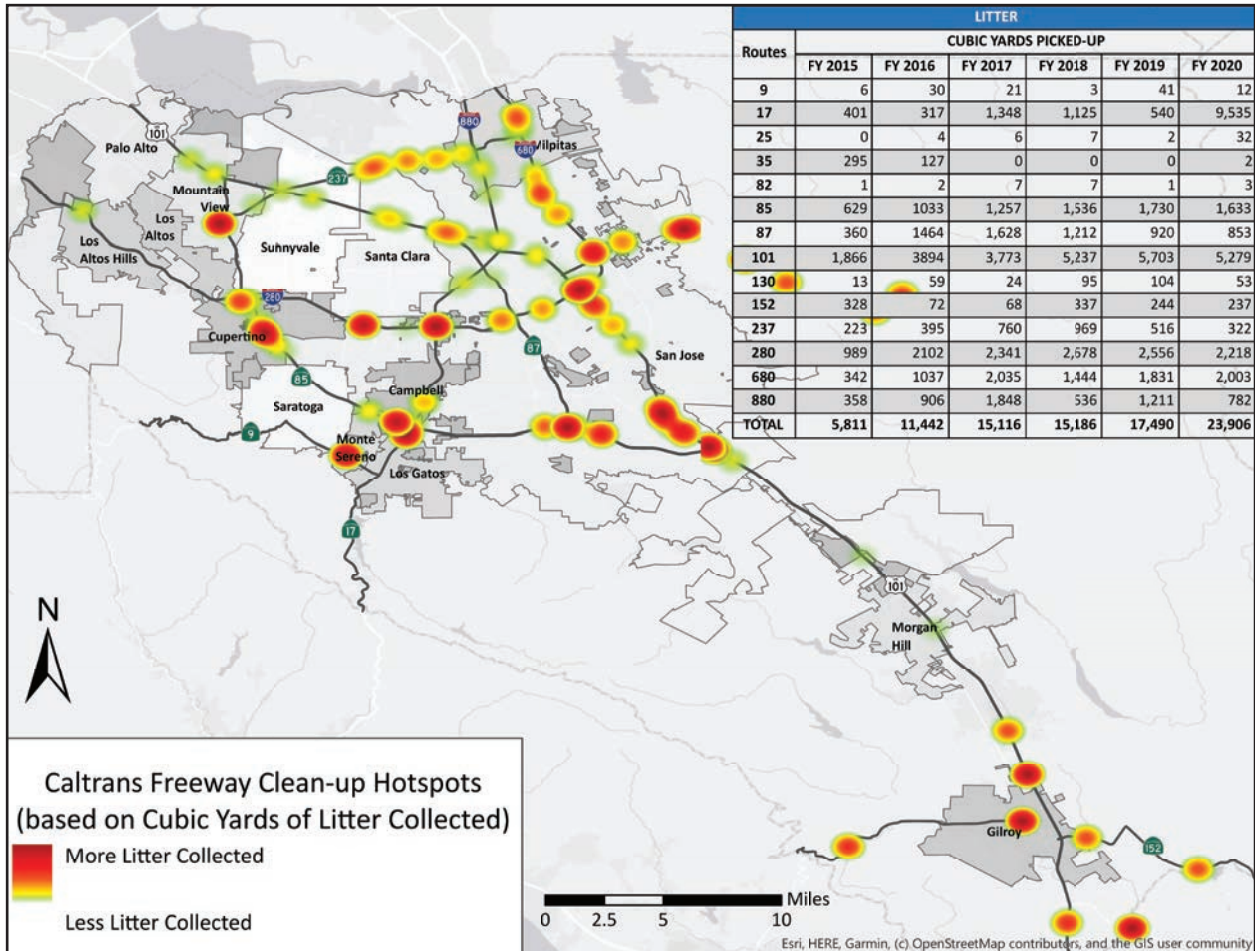 LITTER
Routes CUBIC YARDS PICKED-UP
FY 2015 FY 2016 FY 2017 FY 2018 FY 2019 FY 2020
9 6 30 21 3 41 12
17 401 317 1,348 1,125 540 9,535
25 0 4 6 7 2 32
35 295 127 0 0 0 2
82 1 2 7 7 1 3
85 629 1033 1,257 1,536 1,730 1,633
87 360 1464 1,628 1,212 920 853
101 1,866 3894 3,773 5,237 5,703 5,279
130 13 59 24 95 104 53
152 328 72 68 337 244 237
237 223 395 760 969 516 322
280 989 2102 2,341 2,678 2,556 2,218
680 342 1037 2,035 1,444 1,831 2,003
880 358 906 1,848 536 1,211 782
TOTAL 5,811 11,442 15,116 15,186 17,490 23,906
880
101
Palo Alto
680
Vilpitas
237
Mountain
View
Los
Altos
Los
Altos Hills
Sunnyvale
Santa Clara
280
Cupertino
87
San Jose
85
Campbell
Saratoga
9
Monte
Sereno
Los Gatos
17
101
Morgan
Hill
N
Gilroy
152
Caltrans Freeway Clean-up Hotspots
(based on Cubic Yards of Litter Collected)
More Litter Collected
Less Litter Collected
Miles
0 2.5 5 10
Esri, HERE, Garmin, (c) OpenStreetMap contributors, and the GIS user community